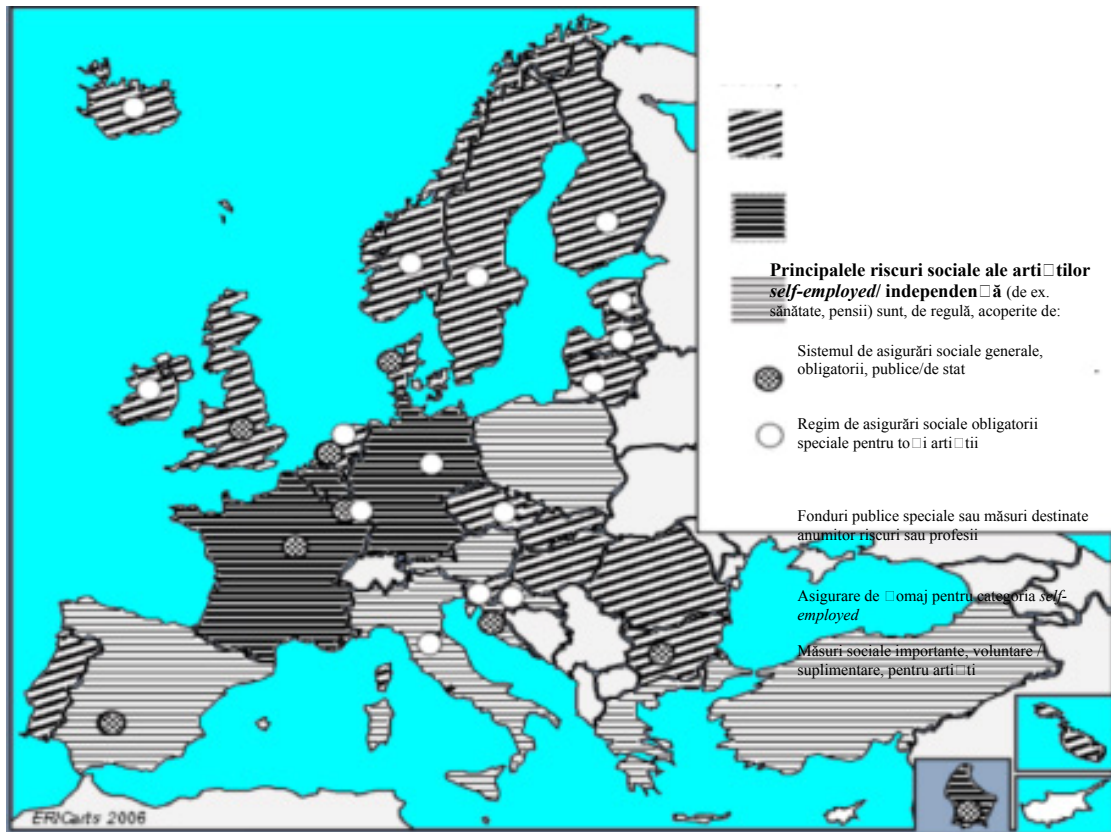 Principalele riscuri sociale ale arti□tilor
self-employed/ independen□ă (de ex.
sănătate, pensii) sunt, de regulă, acoperite de:
Sistemul de asigurări sociale generale,
obligatorii, publice/de stat
Regim de asigurări sociale obligatorii
speciale pentru to□i arti□tii
Fonduri publice speciale sau măsuri destinate
anumitor riscuri sau profesii
Asigurare de □omaj pentru categoria self-
employed
Măsuri sociale importante, voluntare /
suplimentare, pentru arti□ti
ERICarts 2006